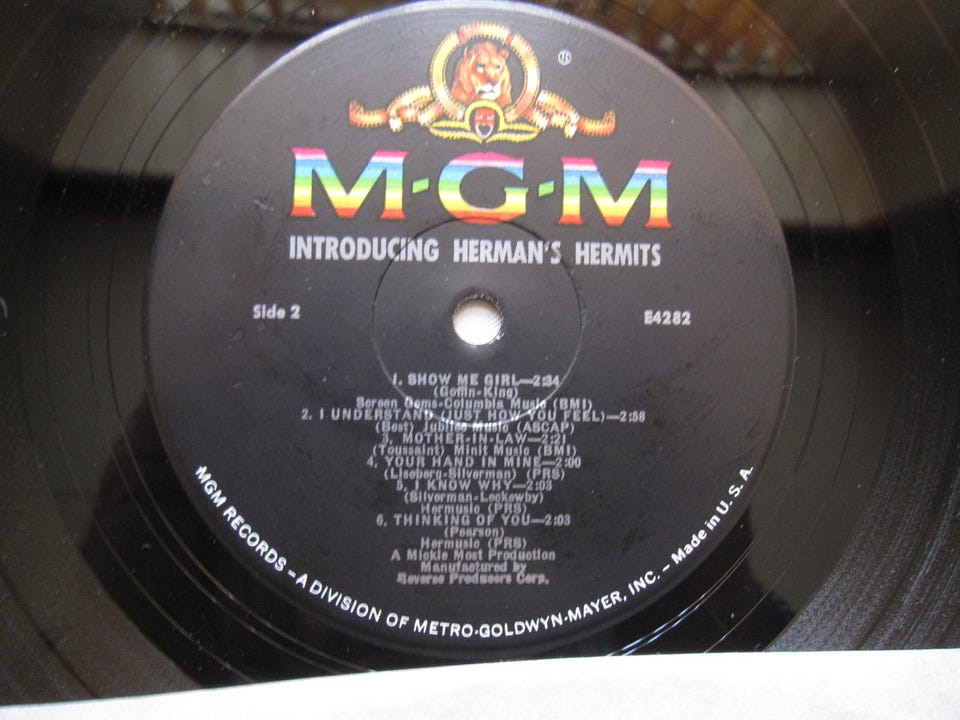 M·G·M
INTRODUCING HERMAN'S HERMITS
Side 2
E4282
1. SHOW ME GIRL—2:34
(Goffin-King)
Screen Gems-Columbia Music (BMI)
2. I UNDERSTAND (JUST HOW YOU FEEL)—2:58
(Best) Jubilee Music (ASCAP)
3. MOTHER-IN-LAW—2:21
(Toussaint) Minit Music (BMI)
4. YOUR HAND IN MINE—2:00
(Liseborn-Silverman) (PRS)
5. I KNOW WHY—2:03
(Silverman-Leckewby)
Hermusic (PRS)
6. THINKING OF YOU—2:03
(Pearson)
Hermusic (PRS)
A Mickie Most Production
Manufactured by
Reverse Producers Corp.
MGM RECORDS – A DIVISION OF METRO-GOLDWYN-MAYER, INC. – Made in U. S. A.